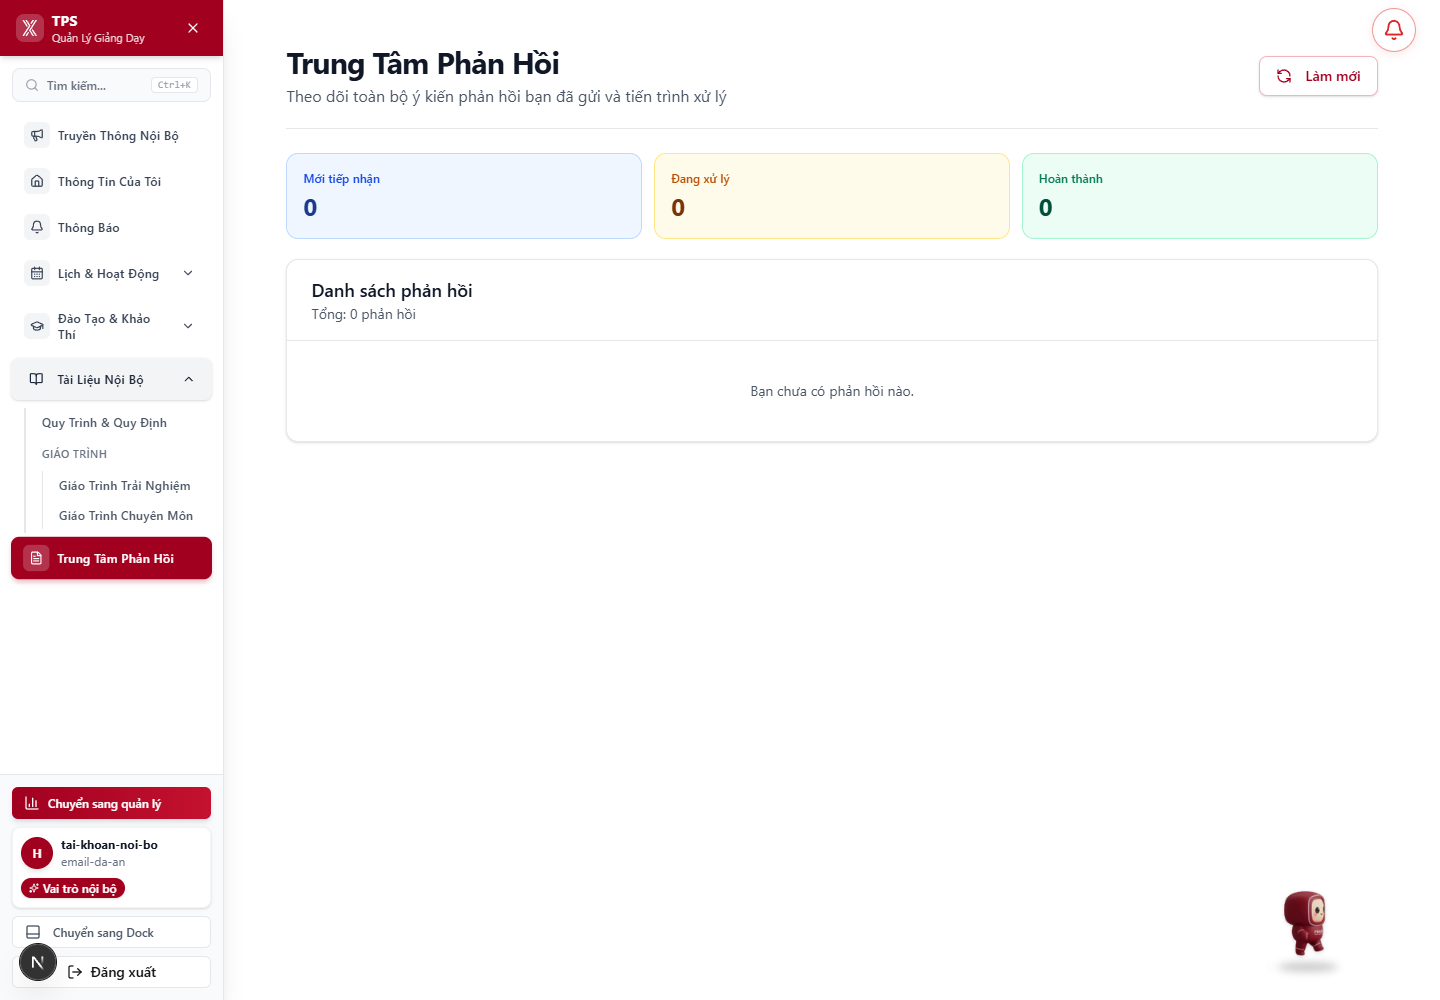 TPS
Quản Lý Giảng Dạy
Tìm kiếm...
Ctrl+K
Truyền Thông Nội Bộ
Thông Tin Của Tôi
Thông Báo
Lịch & Hoạt Động
Đào Tạo & Khảo
Thí
Tài Liệu Nội Bộ
Quy Trình & Quy Định
GIÁO TRÌNH
Giáo Trình Trải Nghiệm
Giáo Trình Chuyên Môn
Trung Tâm Phản Hồi
Chuyển sang quản lý
H
tai-khoan-noi-bo
email-da-an
Vai trò nội bộ
Chuyển sang Dock
N
Đăng xuất
Trung Tâm Phản Hồi
Theo dõi toàn bộ ý kiến phản hồi bạn đã gửi và tiến trình xử lý
Làm mới
Mới tiếp nhận
0
Đang xử lý
0
Hoàn thành
0
Danh sách phản hồi
Tổng: 0 phản hồi
Bạn chưa có phản hồi nào.